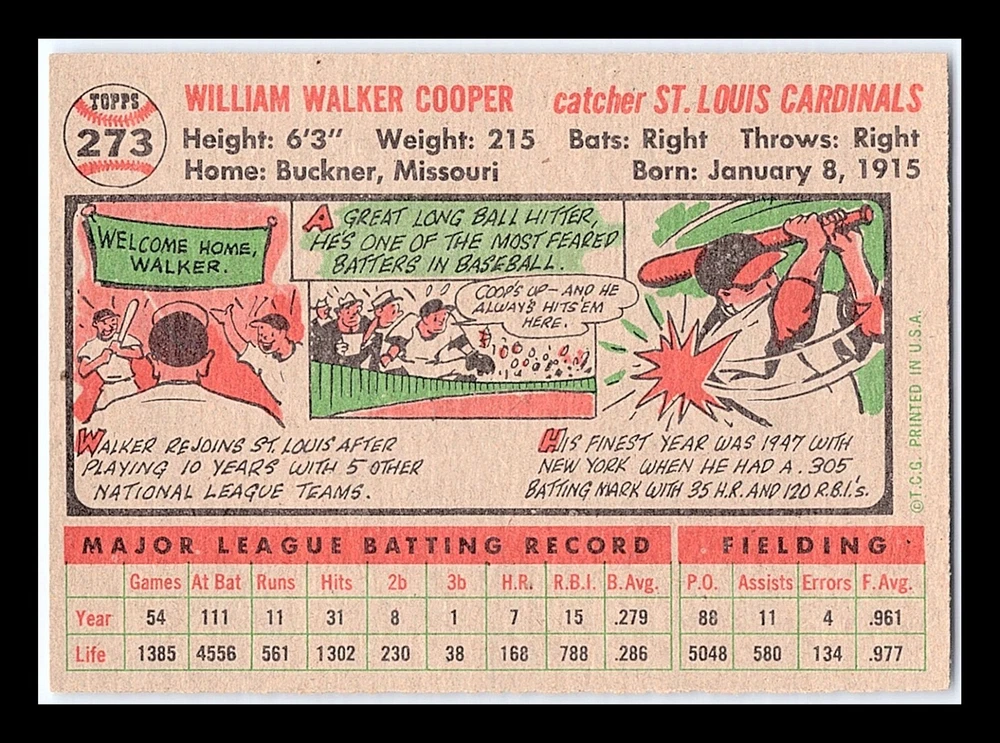 TOPPS
273
WILLIAM WALKER COOPER catcher ST. LOUIS CARDINALS
Height: 6'3" Weight: 215 Bats: Right Throws: Right
Home: Buckner, Missouri Born: January 8, 1915
WELCOME HOME,
WALKER.
A GREAT LONG BALL HITTER,
HE'S ONE OF THE MOST FEARED
BATTERS IN BASEBALL.
COOP'S UP - AND HE
ALWAYS HITS 'EM
HERE.
WALKER REJOINS ST. LOUIS AFTER
PLAYING 10 YEARS WITH 5 OTHER
NATIONAL LEAGUE TEAMS.
HIS FINEST YEAR WAS 1947 WITH
NEW YORK WHEN HE HAD A .305
BATTING MARK WITH 35 H.R. AND 120 R.B.I.'s.
©T.C.G. PRINTED IN U.S.A.
MAJOR LEAGUE BATTING RECORD FIELDING
Games At Bat Runs Hits 2b 3b H.R. R.B.I. B.Avg. P.O. Assists Errors F.Avg.
Year 54 111 11 31 8 1 7 15 .279 88 11 4 .961
Life 1385 4556 561 1302 230 38 168 788 .286 5048 580 134 .977